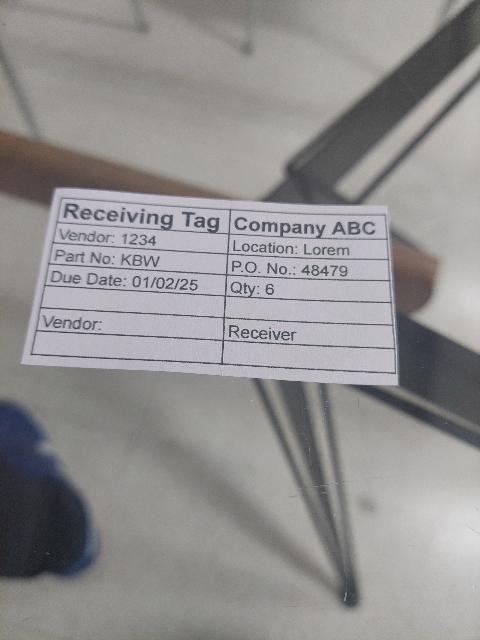 Receiving Tag Company ABC
Vendor: 1234 Location: Lorem
Part No: KBW P.O. No.: 48479
Due Date: 01/02/25 Qty: 6
Vendor: Receiver